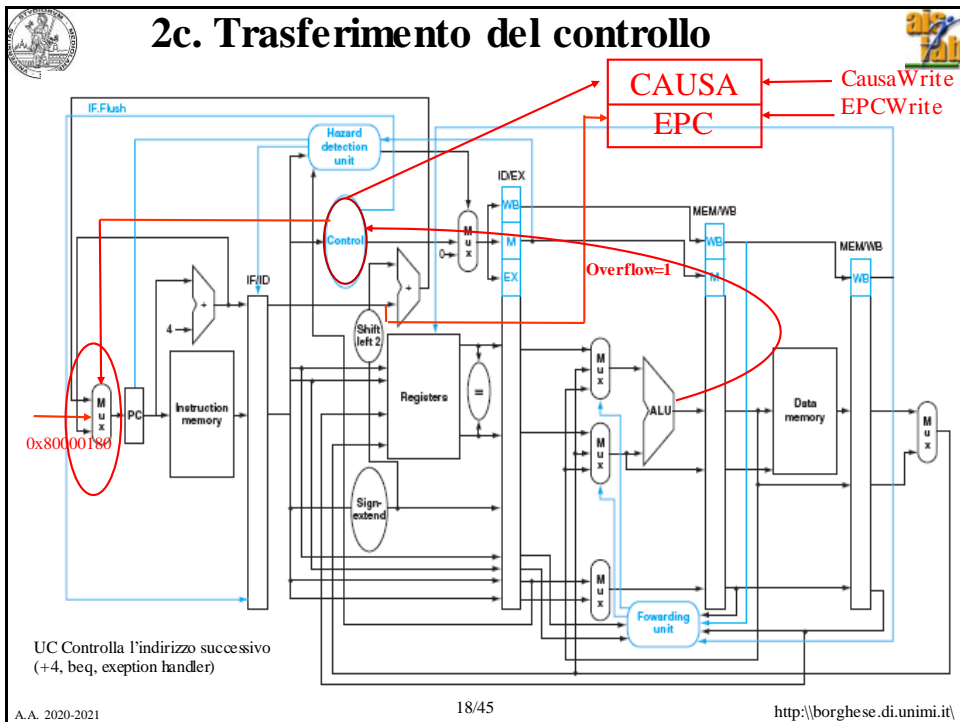 2c. Trasferimento del controllo
CAUSA
EPC
CausaWrite
EPCWrite
IF.Flush
Hazard
detection
unit
ID/EX
WB
M
EX
MEM/WB
WB
M
MEM/WB
WB
Control
M
u
x
0
Overflow=1
IF/ID
+
4
+
Shift
left 2
M
u
x
PC
Instruction
memory
0x80000180
Registers
=
Sign-
extend
M
u
x
M
u
x
ALU
Data
memory
M
u
x
M
u
x
Fowarding
unit
UC Controlla l'indirizzo successivo
(+4, beq, exeption handler)
A.A. 2020-2021
18/45
http:\\borghese.di.unimi.it\